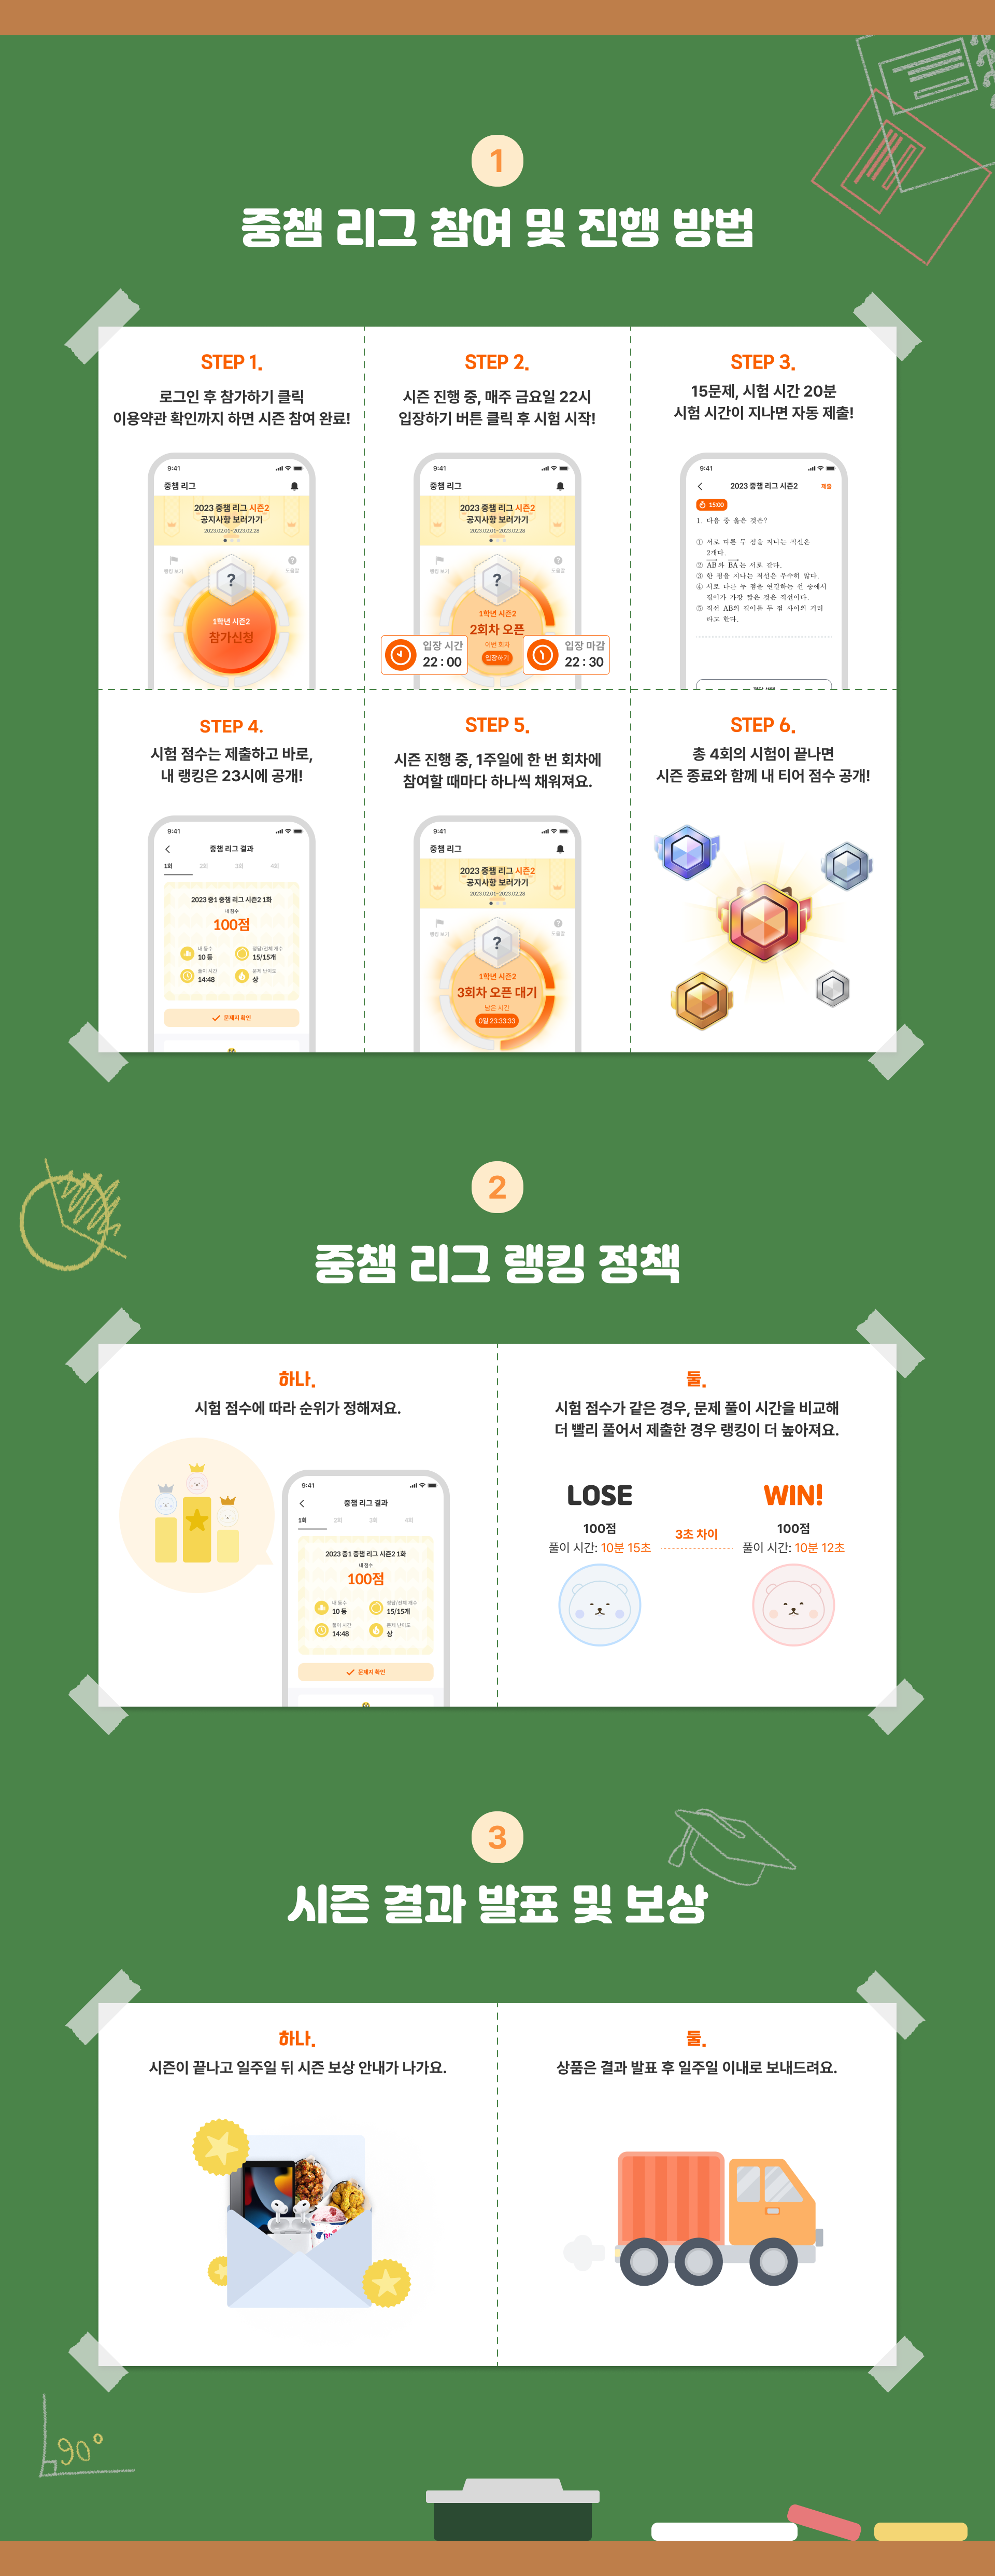 1
중챔 리그 참여 및 진행 방법
STEP 1.
로그인 후 참가하기 클릭
이용약관 확인까지 하면 시즌 참여 완료!
9:41
중챔 리그
2023 중챔 리그 시즌2
공지사항 보러가기
2023.02.01~2023.02.28
랭킹 보기
도움말
?
1학년 시즌2
참가신청
STEP 2.
시즌 진행 중, 매주 금요일 22시
입장하기 버튼 클릭 후 시험 시작!
9:41
중챔 리그
2023 중챔 리그 시즌2
공지사항 보러가기
2023.02.01~2023.02.28
랭킹 보기
도움말
?
1학년 시즌2
2회차 오픈
이번 회차
입장하기
입장 시간
22 : 00
입장 마감
22 : 30
STEP 3.
15문제, 시험 시간 20분
시험 시간이 지나면 자동 제출!
9:41
2023 중챔 리그 시즌2
제출
15:00
1. 다음 중 옳은 것은?
① 서로 다른 두 점을 지나는 직선은
2개다.
② AB와 BA는 서로 같다.
③ 한 점을 지나는 직선은 무수히 많다.
④ 서로 다른 두 점을 연결하는 선 중에서
길이가 가장 짧은 것은 직선이다.
⑤ 직선 AB의 길이를 두 점 사이의 거리
라고 한다.
STEP 4.
시험 점수는 제출하고 바로,
내 랭킹은 23시에 공개!
9:41
중챔 리그 결과
1회 2회 3회 4회
2023 중1 중챔 리그 시즌2 1화
내 점수
100점
내 등수
10 등
정답/전체 개수
15/15개
풀이 시간
14:48
문제 난이도
상
문제지 확인
STEP 5.
시즌 진행 중, 1주일에 한 번 회차에
참여할 때마다 하나씩 채워져요.
9:41
중챔 리그
2023 중챔 리그 시즌2
공지사항 보러가기
2023.02.01~2023.02.28
랭킹 보기
도움말
?
1학년 시즌2
3회차 오픈 대기
남은 시간
0일 23:33:33
STEP 6.
총 4회의 시험이 끝나면
시즌 종료와 함께 내 티어 점수 공개!
2
중챔 리그 랭킹 정책
하나.
시험 점수에 따라 순위가 정해져요.
9:41
중챔 리그 결과
1회 2회 3회 4회
2023 중1 중챔 리그 시즌2 1화
내 점수
100점
내 등수
10 등
정답/전체 개수
15/15개
풀이 시간
14:48
문제 난이도
상
문제지 확인
둘.
시험 점수가 같은 경우, 문제 풀이 시간을 비교해
더 빨리 풀어서 제출한 경우 랭킹이 더 높아져요.
LOSE
100점
풀이 시간: 10분 15초
3초 차이
WIN!
100점
풀이 시간: 10분 12초
3
시즌 결과 발표 및 보상
하나.
시즌이 끝나고 일주일 뒤 시즌 보상 안내가 나가요.
둘.
상품은 결과 발표 후 일주일 이내로 보내드려요.
90°